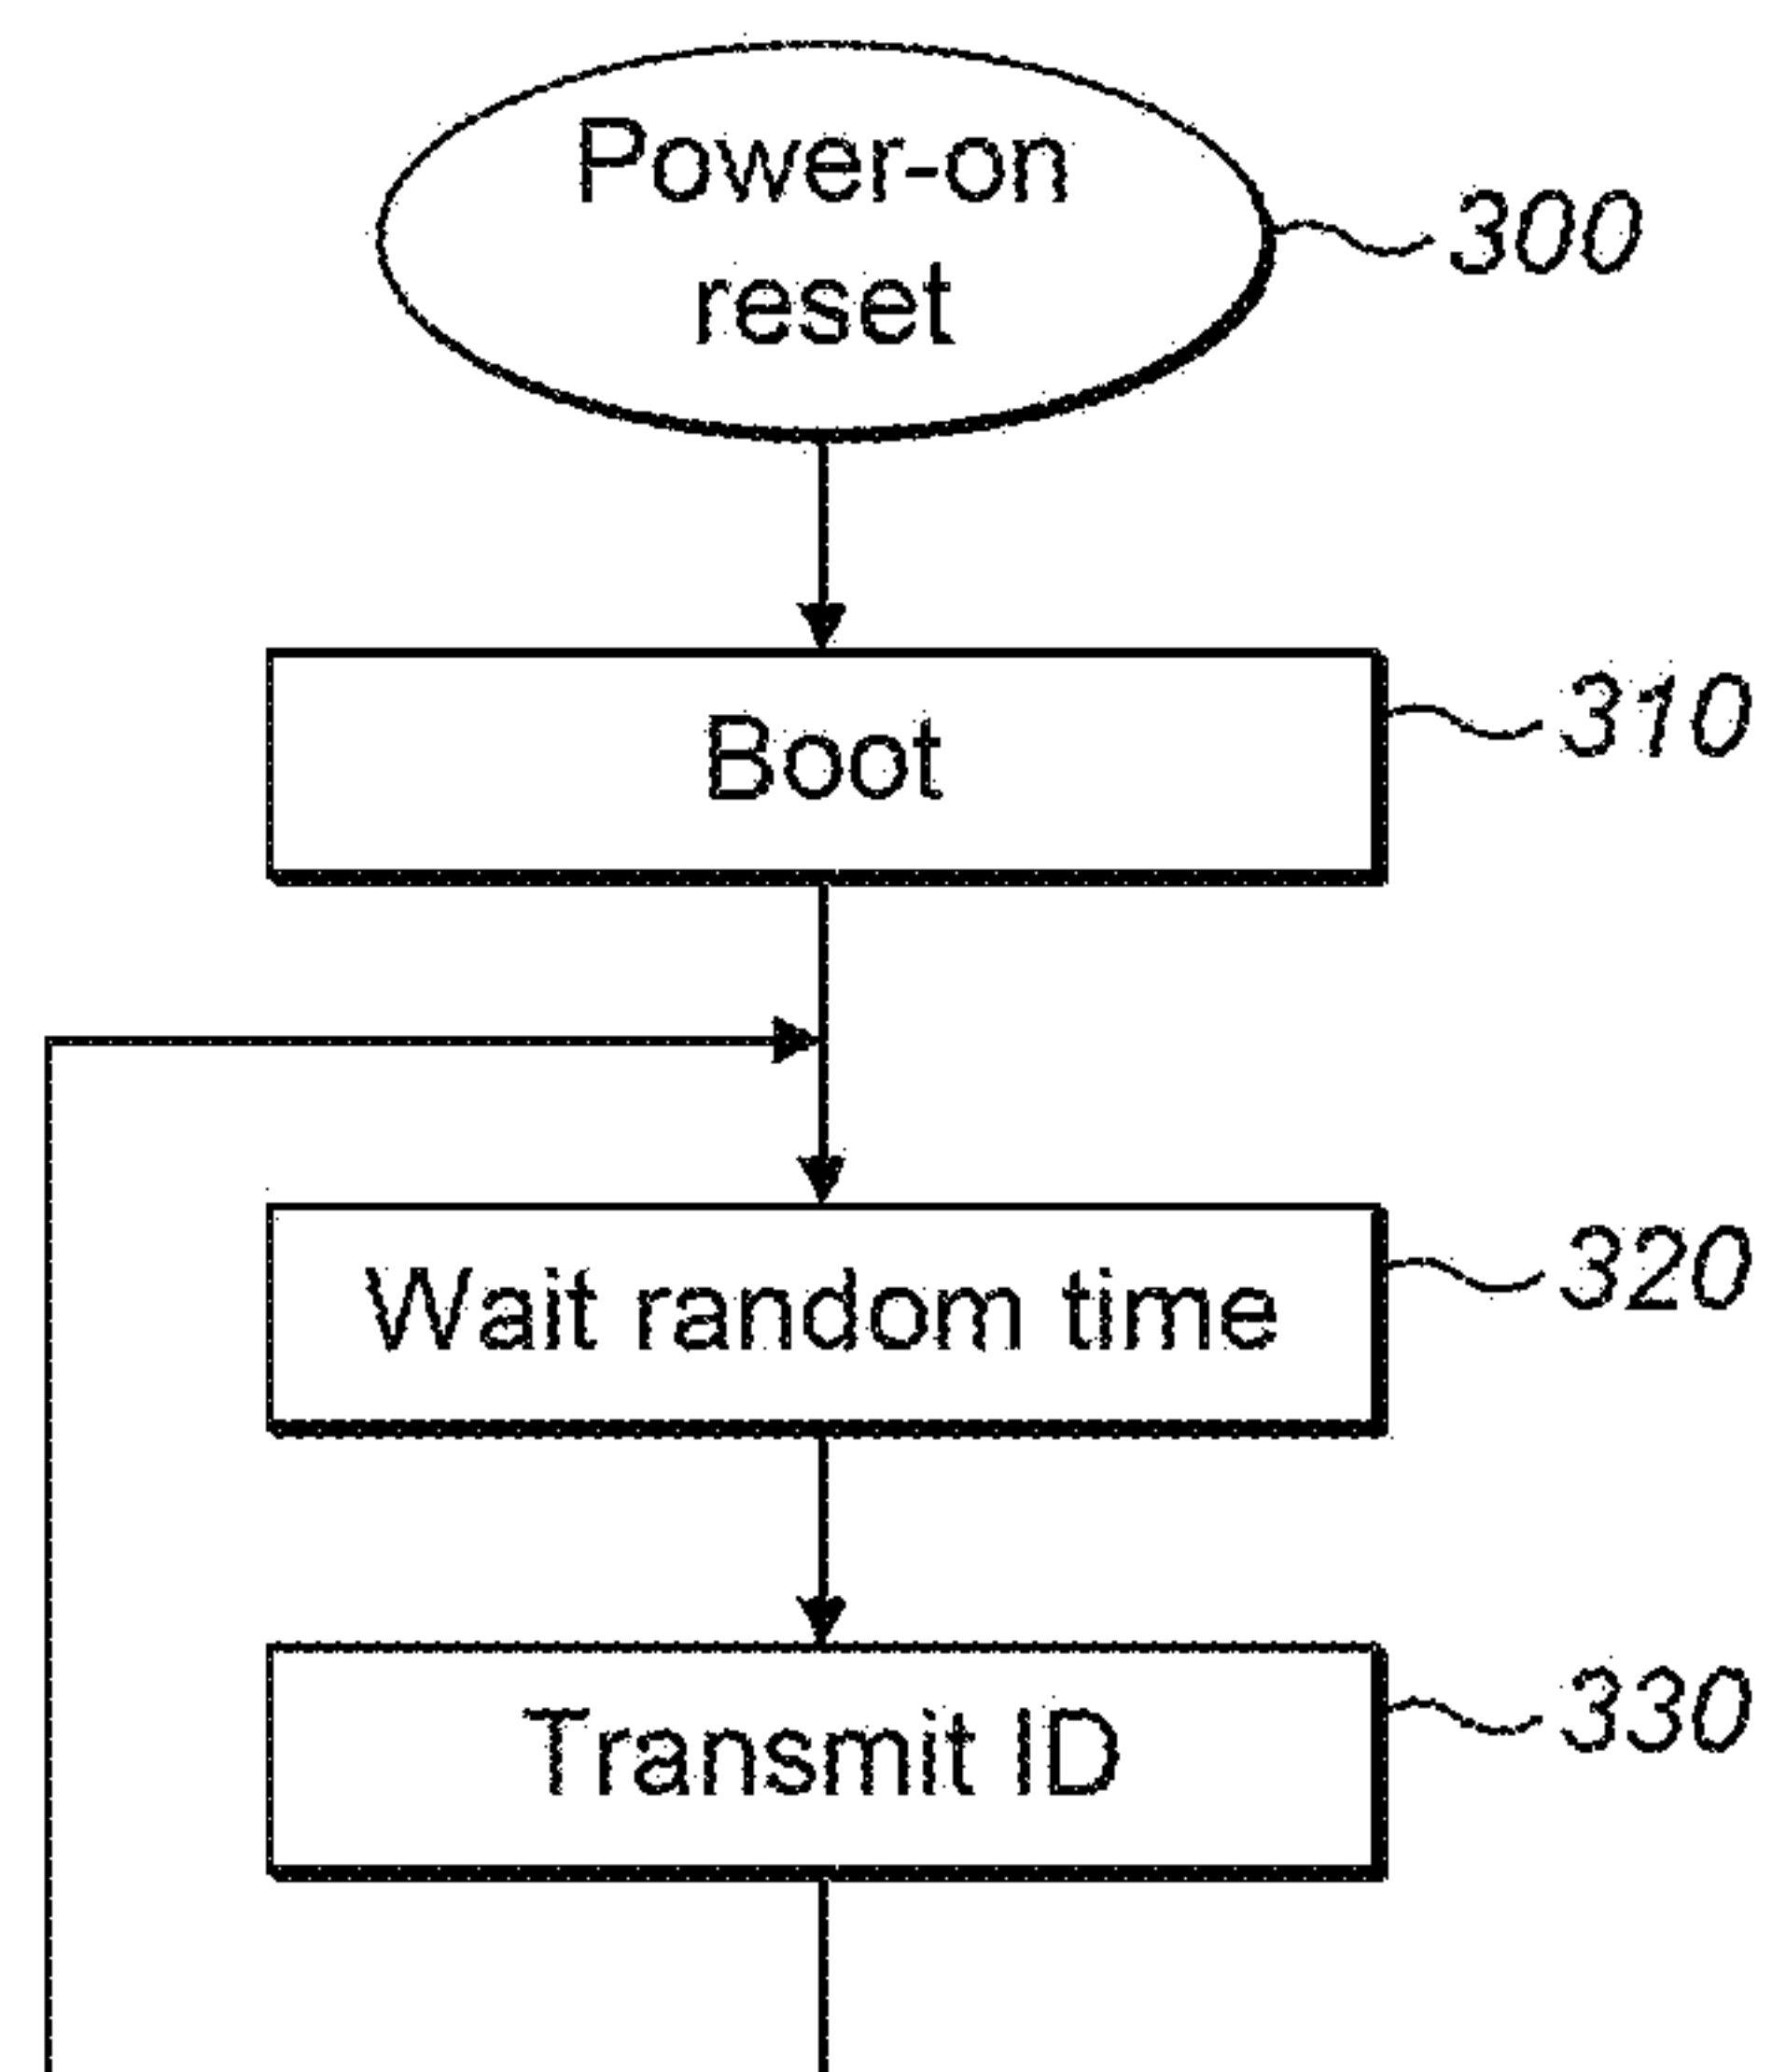 Power-on
reset
300
Boot
310
Wait random time
320
Transmit ID
330